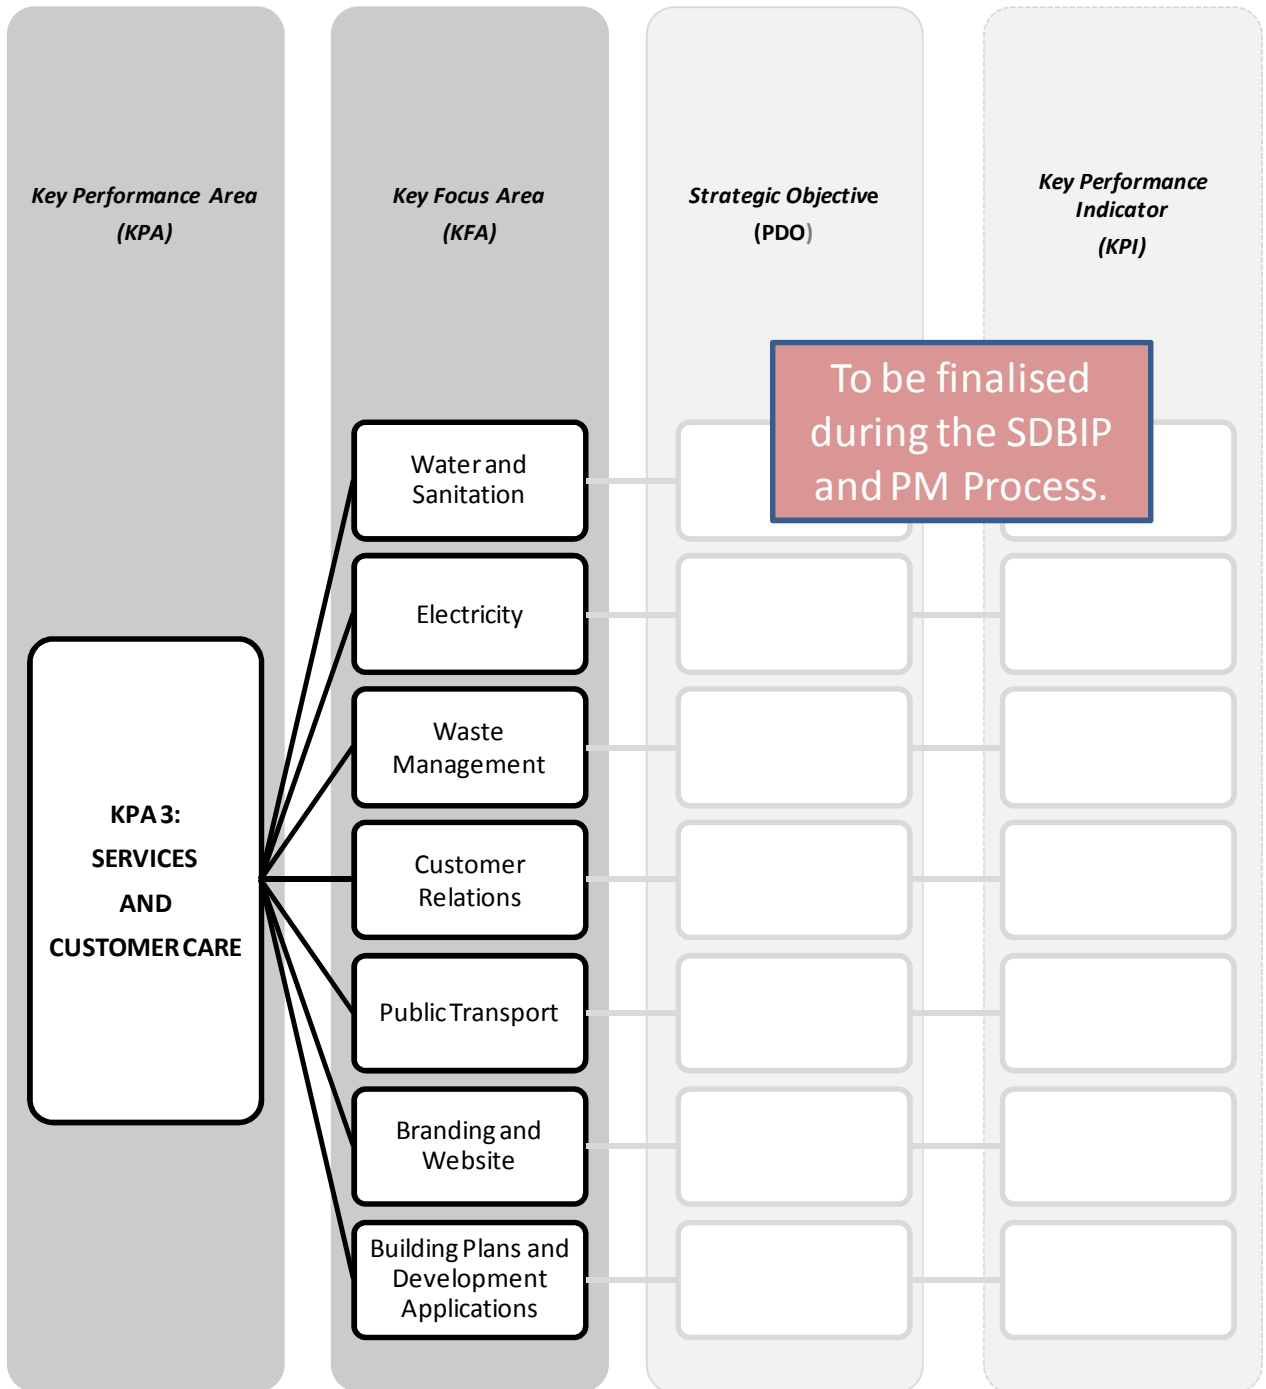 Key Performance Area
(KPA)
Key Focus Area
(KFA)
Strategic Objective
(PDO)
Key Performance
Indicator
(KPI)
To be finalised
during the SDBIP
and PM Process.
KPA 3:
SERVICES
AND
CUSTOMER CARE
Water and
Sanitation
Electricity
Waste
Management
Customer
Relations
Public Transport
Branding and
Website
Building Plans and
Development
Applications